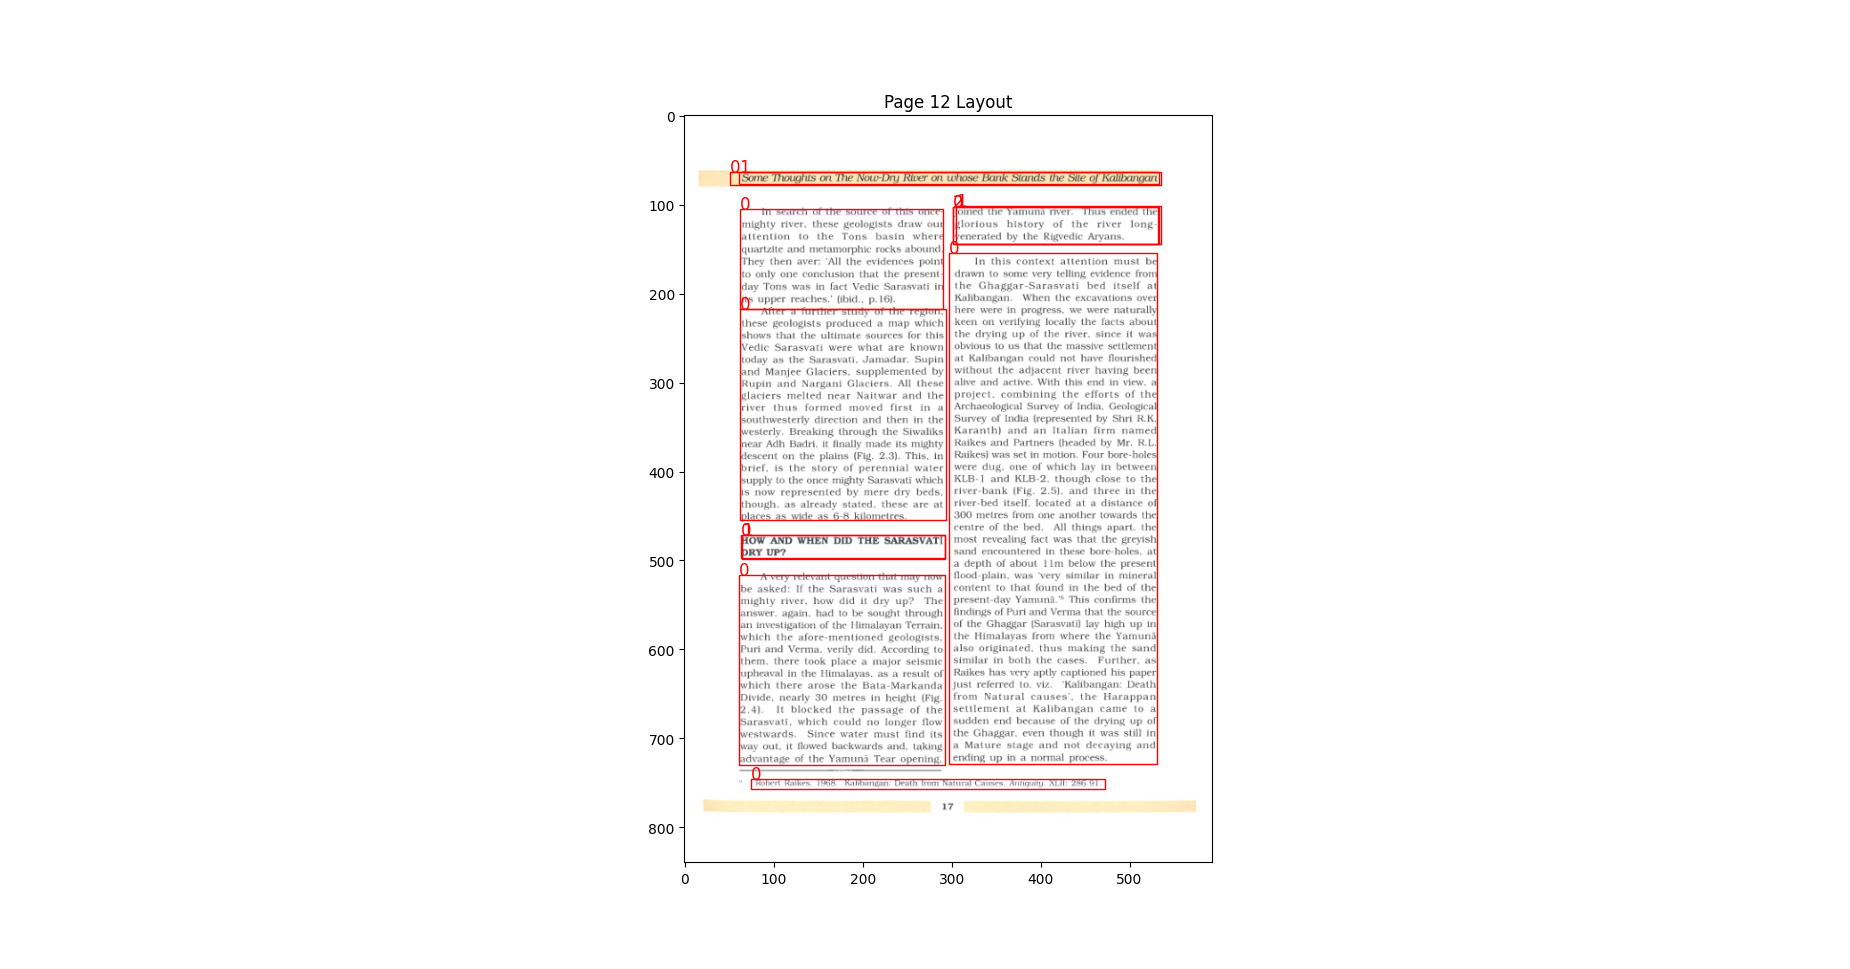 Page 12 Layout
0
100
200
300
400
500
600
700
800
01
Some Thoughts on The Now-Dry River on whose Bank Stands the Site of Kalibangan
0
In search of the source of this once-
mighty river, these geologists draw our
attention to the Tons basin where
quartzite and metamorphic rocks abound.
They then aver: 'All the evidences point
to only one conclusion that the present-
day Tons was in fact Vedic Sarasvati in
its upper reaches.' (ibid., p.16).
0
After a further study of the region,
these geologists produced a map which
shows that the ultimate sources for this
Vedic Sarasvatī were what are known
today as the Sarasvatī, Jamadar, Supin
and Manjee Glaciers, supplemented by
Rupin and Nargani Glaciers. All these
glaciers melted near Naitwar and the
river thus formed moved first in a
southwesterly direction and then in the
westerly. Breaking through the Siwaliks
near Adh Badri, it finally made its mighty
descent on the plains (Fig. 2.3). This, in
brief, is the story of perennial water
supply to the once mighty Sarasvatī which
is now represented by mere dry beds,
though, as already stated, these are at
places as wide as 6-8 kilometres.
HOW AND WHEN DID THE SARASVATĪ
DRY UP?
0
A very relevant question that may now
be asked: If the Sarasvatī was such a
mighty river, how did it dry up? The
answer, again, had to be sought through
an investigation of the Himalayan Terrain,
which the afore-mentioned geologists,
Puri and Verma, verily did. According to
them, there took place a major seismic
upheaval in the Himalayas, as a result of
which there arose the Bata-Markanda
Divide, nearly 30 metres in height (Fig.
2.4). It blocked the passage of the
Sarasvatī, which could no longer flow
westwards. Since water must find its
way out, it flowed backwards and, taking
advantage of the Yamunā Tear opening,
joined the Yamunā river. Thus ended the
glorious history of the river long-
venerated by the Rigvedic Aryans.
0
In this context attention must be
drawn to some very telling evidence from
the Ghaggar-Sarasvatī bed itself at
Kalibangan. When the excavations over
here were in progress, we were naturally
keen on verifying locally the facts about
the drying up of the river, since it was
obvious to us that the massive settlement
at Kalibangan could not have flourished
without the adjacent river having been
alive and active. With this end in view, a
project, combining the efforts of the
Archaeological Survey of India, Geological
Survey of India (represented by Shri R.K.
Karanth) and an Italian firm named
Raikes and Partners (headed by Mr. R.L.
Raikes) was set in motion. Four bore-holes
were dug, one of which lay in between
KLB-1 and KLB-2, though close to the
river-bank (Fig. 2.5), and three in the
river-bed itself, located at a distance of
300 metres from one another towards the
centre of the bed. All things apart, the
most revealing fact was that the greyish
sand encountered in these bore-holes, at
a depth of about 11m below the present
flood-plain, was 'very similar in mineral
content to that found in the bed of the
present-day Yamunā.' This confirms the
findings of Puri and Verma that the source
of the Ghaggar (Sarasvatī) lay high up in
the Himalayas from where the Yamunā
also originated, thus making the sand
similar in both the cases. Further, as
Raikes has very aptly captioned his paper
just referred to, viz. 'Kalibangan: Death
from Natural causes', the Harappan
settlement at Kalibangan came to a
sudden end because of the drying up of
the Ghaggar, even though it was still in
a Mature stage and not decaying and
ending up in a normal process.
0
Robert Raikes. 1968. Kalibangan: Death from Natural Causes. Antiquity. XLII: 286-91.
17
0
100
200
300
400
500